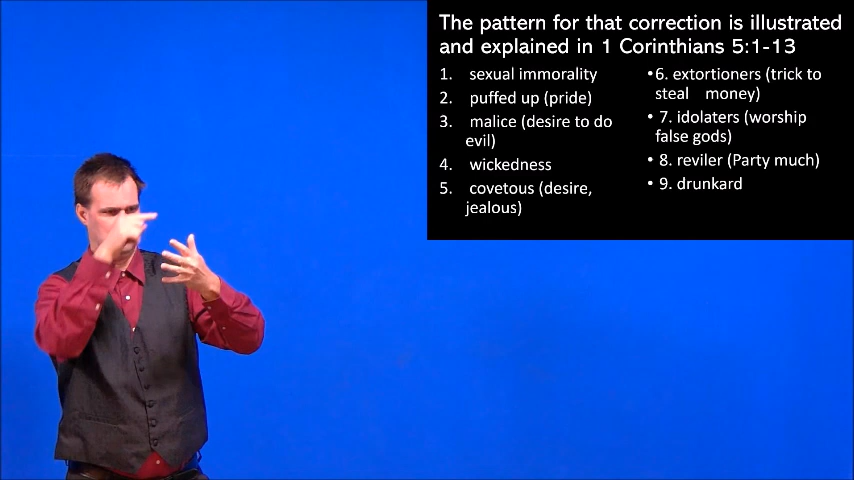 The pattern for that correction is illustrated
and explained in 1 Corinthians 5:1-13
1. sexual immorality
2. puffed up (pride)
3. malice (desire to do
evil)
4. wickedness
5. covetous (desire,
jealous)
•6. extortioners (trick to
steal money)
• 7. idolaters (worship
false gods)
• 8. reviler (Party much)
• 9. drunkard